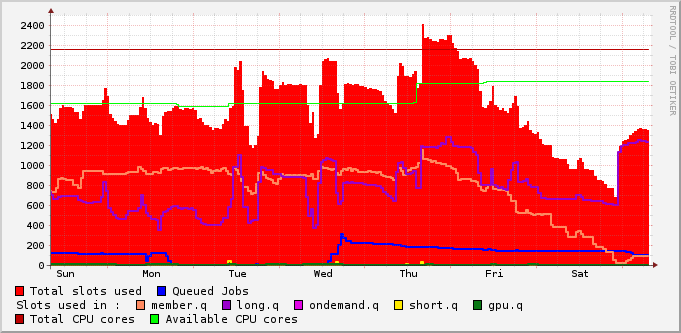 2400
2200
2000
1800
1600
1400
1200
1000
800
600
400
200
0
Sun Mon Tue Wed Thu Fri Sat
RRDTOOL / TOBI OETIKER
Total slots used Queued Jobs
Slots used in : member.q long.q ondemand.q short.q gpu.q
Total CPU cores Available CPU cores